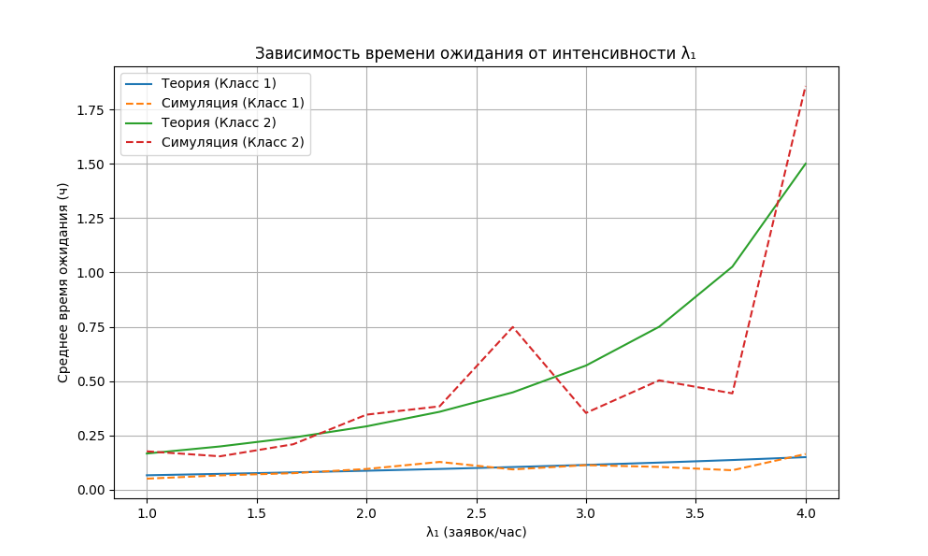 Зависимость времени ожидания от интенсивности λ₁
Теория (Класс 1)
Симуляция (Класс 1)
Теория (Класс 2)
Симуляция (Класс 2)
Среднее время ожидания (ч)
1.75
1.50
1.25
1.00
0.75
0.50
0.25
0.00
1.0 1.5 2.0 2.5 3.0 3.5 4.0
λ₁ (заявок/час)